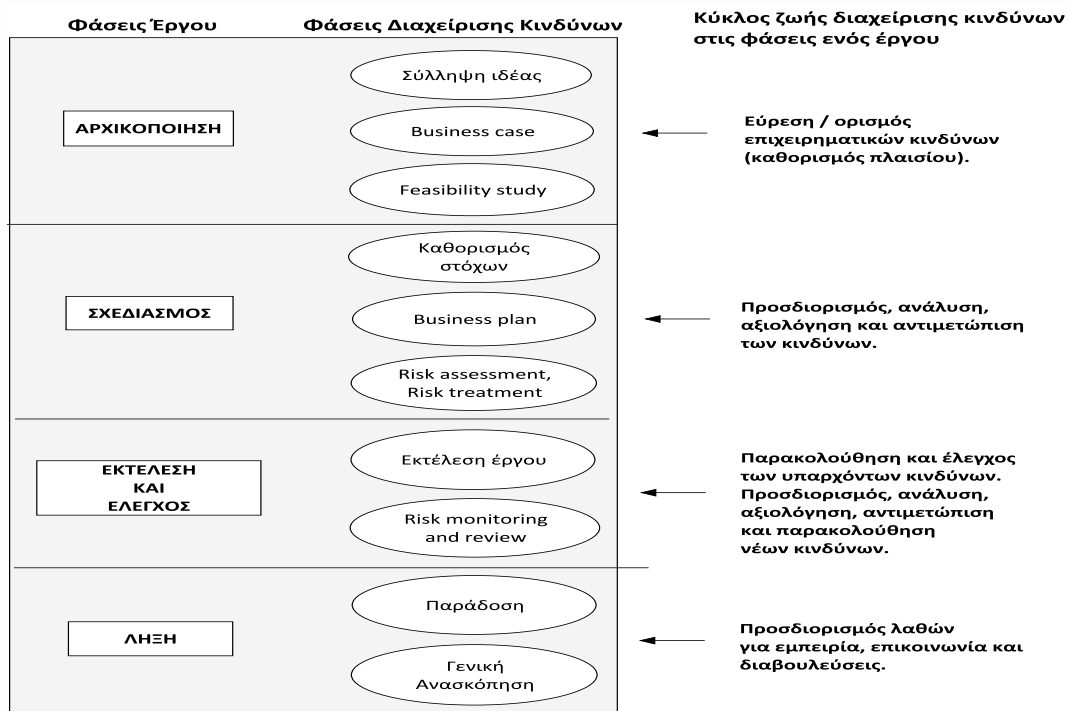 Φάσεις Έργου
Φάσεις Διαχείρισης Κινδύνων
Κύκλος ζωής διαχείρισης κινδύνων
στις φάσεις ενός έργου
ΑΡΧΙΚΟΠΟΙΗΣΗ
Σύλληψη ιδέας
Business case
Feasibility study
Εύρεση / ορισμός
επιχειρηματικών κινδύνων
(καθορισμός πλαισίου).
ΣΧΕΔΙΑΣΜΟΣ
Καθορισμός
στόχων
Business plan
Risk assessment,
Risk treatment
Προσδιορισμός, ανάλυση,
αξιολόγηση και αντιμετώπιση
των κινδύνων.
ΕΚΤΕΛΕΣΗ
ΚΑΙ
ΕΛΕΓΧΟΣ
Εκτέλεση έργου
Risk monitoring
and review
Παρακολούθηση και έλεγχος
των υπαρχόντων κινδύνων.
Προσδιορισμός, ανάλυση,
αξιολόγηση, αντιμετώπιση
και παρακολούθηση
νέων κινδύνων.
ΛΗΞΗ
Παράδοση
Γενική
Ανασκόπηση
Προσδιορισμός λαθών
για εμπειρία, επικοινωνία και
διαβουλεύσεις.